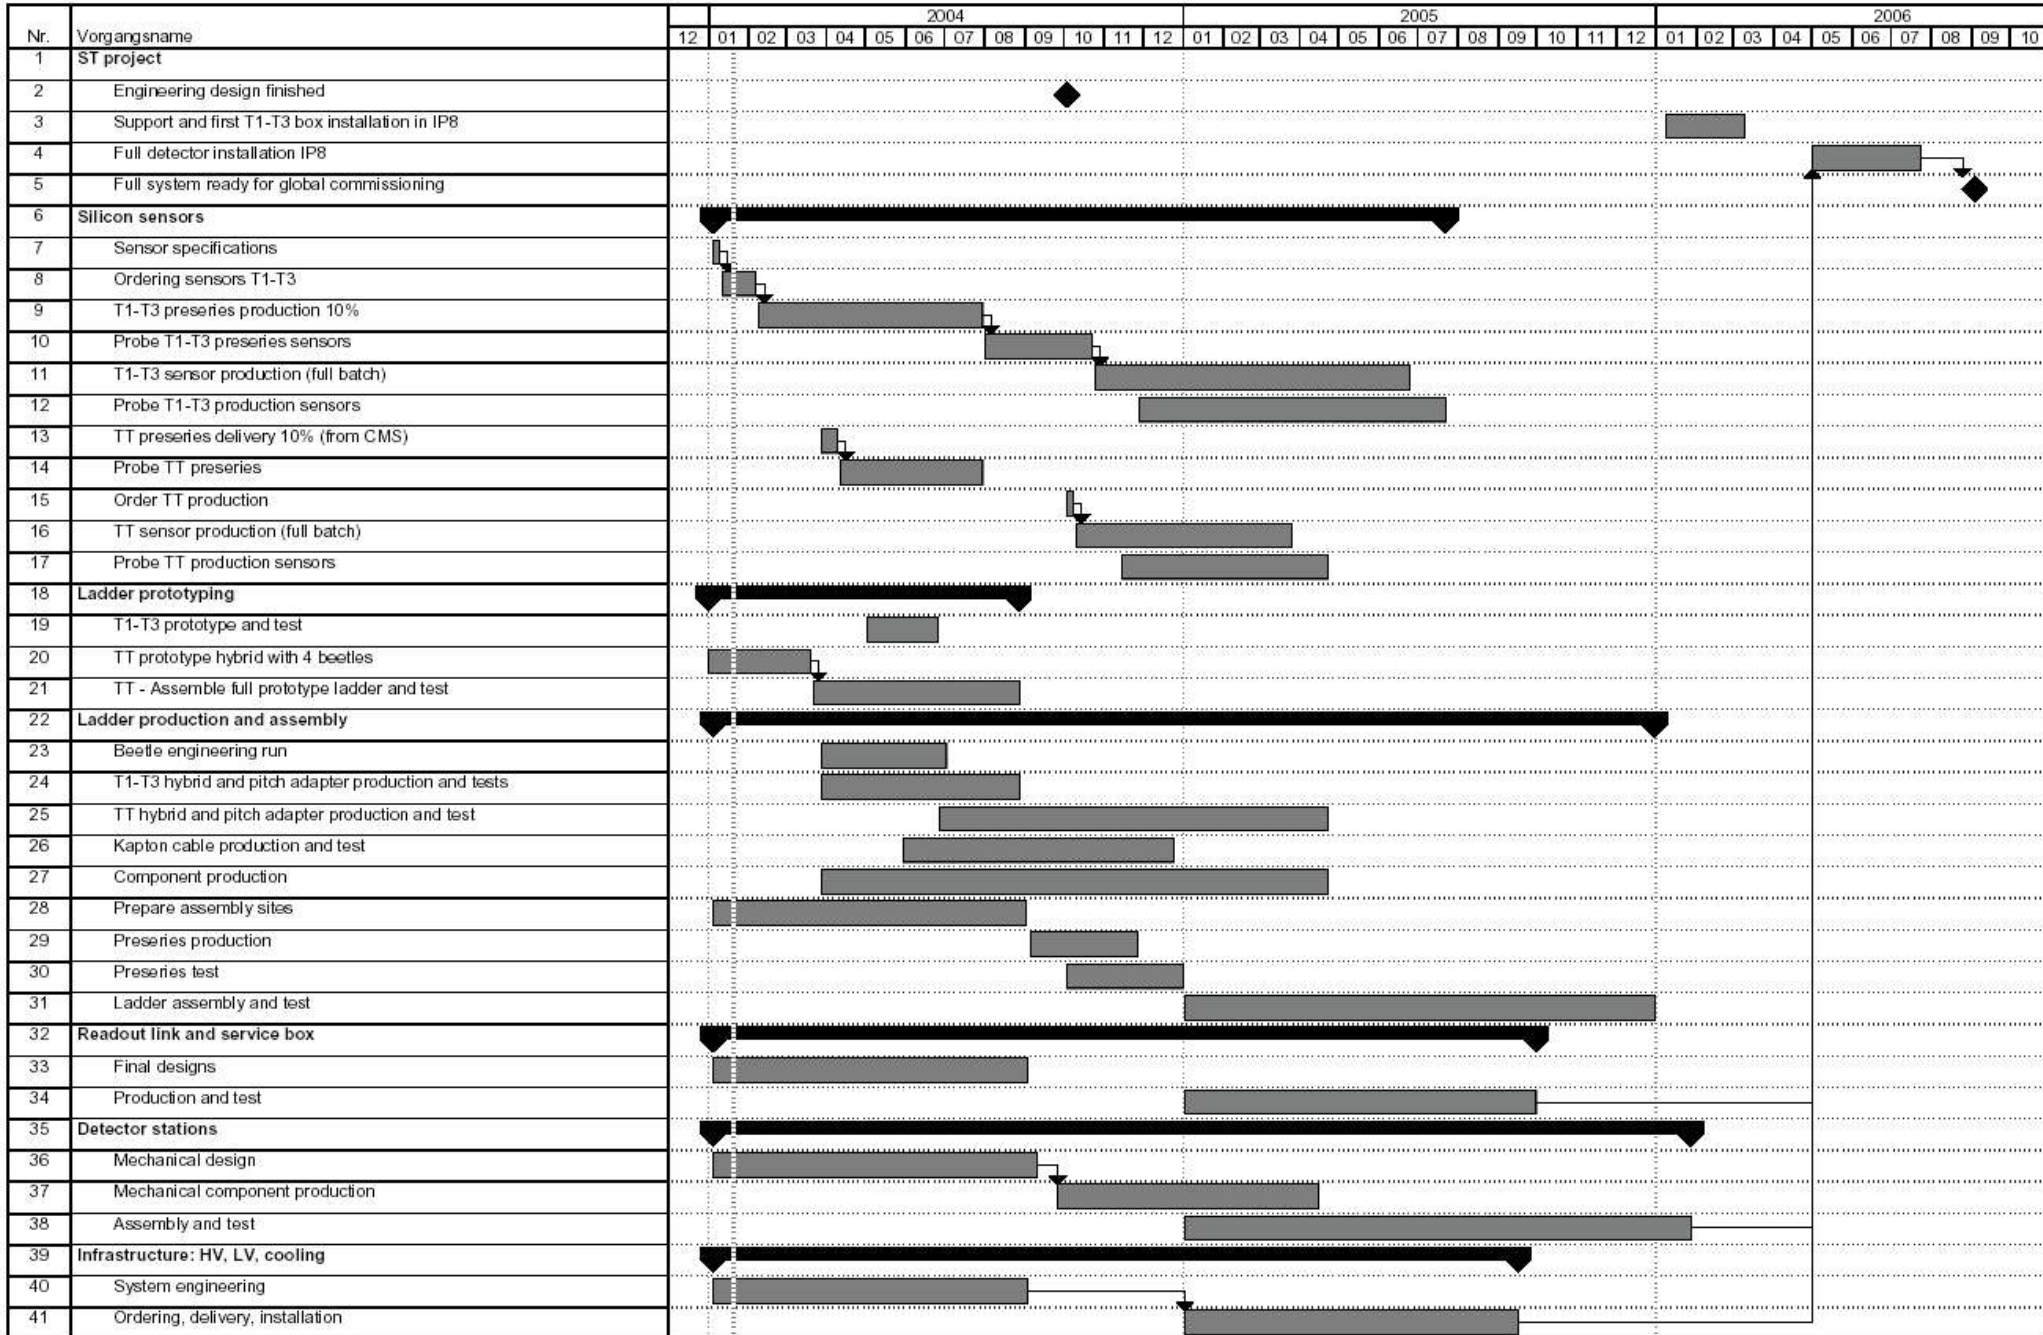 2004 2005 2006
Nr. Vorgangsname 12 01 02 03 04 05 06 07 08 09 10 11 12 01 02 03 04 05 06 07 08 09 10 11 12 01 02 03 04 05 06 07 08 09 10
1 ST project
2 Engineering design finished
3 Support and first T1-T3 box installation in IP8
4 Full detector installation IP8
5 Full system ready for global commissioning
6 Silicon sensors
7 Sensor specifications
8 Ordering sensors T1-T3
9 T1-T3 preseries production 10%
10 Probe T1-T3 preseries sensors
11 T1-T3 sensor production (full batch)
12 Probe T1-T3 production sensors
13 TT preseries delivery 10% (from CMS)
14 Probe TT preseries
15 Order TT production
16 TT sensor production (full batch)
17 Probe TT production sensors
18 Ladder prototyping
19 T1-T3 prototype and test
20 TT prototype hybrid with 4 beetles
21 TT - Assemble full prototype ladder and test
22 Ladder production and assembly
23 Beetle engineering run
24 T1-T3 hybrid and pitch adapter production and tests
25 TT hybrid and pitch adapter production and test
26 Kapton cable production and test
27 Component production
28 Prepare assembly sites
29 Preseries production
30 Preseries test
31 Ladder assembly and test
32 Readout link and service box
33 Final designs
34 Production and test
35 Detector stations
36 Mechanical design
37 Mechanical component production
38 Assembly and test
39 Infrastructure: HV, LV, cooling
40 System engineering
41 Ordering, delivery, installation